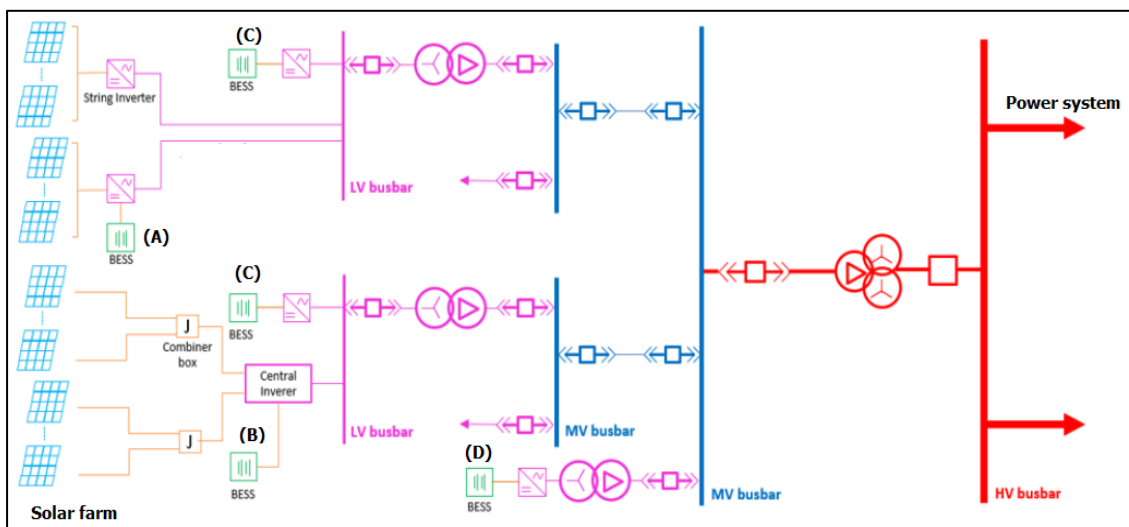 (C)
BESS
String Inverter
Power system
LV busbar
(A)
BESS
(C)
BESS
J
Combiner
box
Central
Inverer
J
(B)
BESS
LV busbar
MV busbar
(D)
BESS
MV busbar
HV busbar
Solar farm